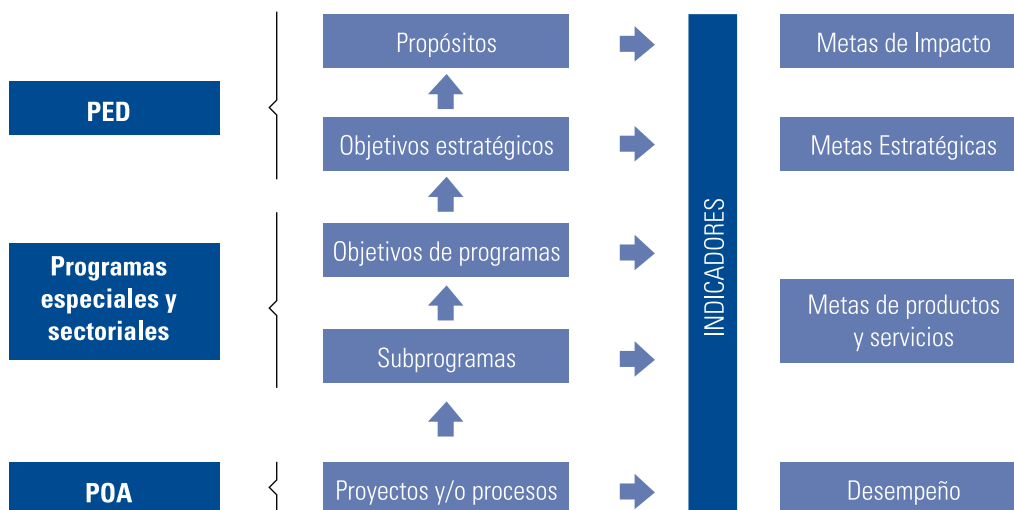 Propósitos
Metas de Impacto
PED
Objetivos estratégicos
Metas Estratégicas
INDICADORES
Objetivos de programas
Programas
especiales y
sectoriales
Metas de productos
y servicios
Subprogramas
POA
Proyectos y/o procesos
Desempeño